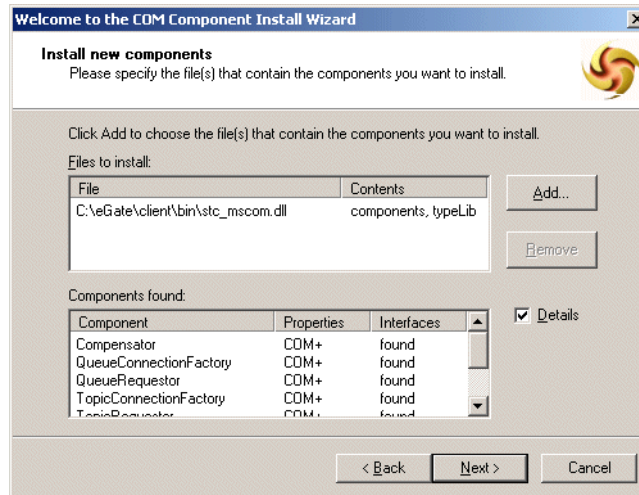 Welcome to the COM Component Install Wizard
Install new components
Please specify the file(s) that contain the components you want to install.
Click Add to choose the file(s) that contain the components you want to install.
Files to install:
File Contents
C:\eGate\client\bin\stc_mscom.dll components, typeLib
Add...
Remove
Components found:
Details
Component Properties Interfaces
Compensator COM+ found
QueueConnectionFactory COM+ found
QueueRequestor COM+ found
TopicConnectionFactory COM+ found
TopicRequestor COM+ found
< Back Next > Cancel